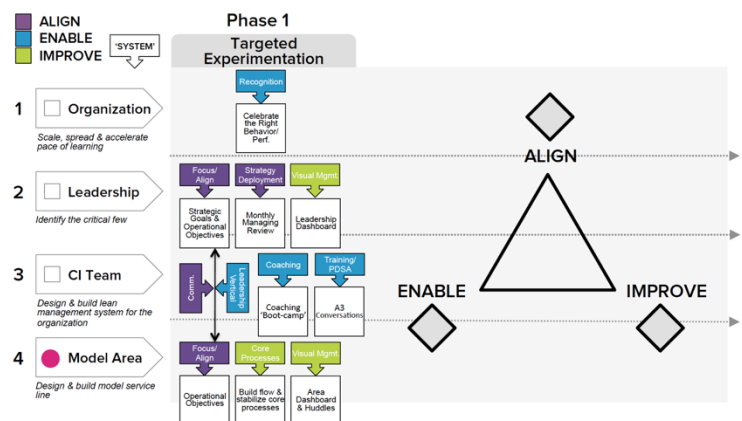 ALIGN
ENABLE
IMPROVE
'SYSTEM'
Phase 1
Targeted
Experimentation
1
Organization
Scale, spread & accelerate
pace of learning
Recognition
Celebrate
the Right
Behavior/
Perf.
2
Leadership
Identify the critical few
Focus/
Align
Strategic
Goals &
Operational
Objectives
Strategy
Deployment
Monthly
Managing
Review
Visual Mgmt.
Leadership
Dashboard
3
CI Team
Design & build lean
management system for the
organization
Comm.
Leadership
Vertical
Coaching
Coaching
'Boot-camp'
Training/
PDSA
A3
Conversations
4
Model Area
Design & build model service
line
Focus/
Align
Operational
Objectives
Core
Processes
Build flow &
stabilize core
processes
Visual Mgmt.
Area
Dashboard
& Huddles
ALIGN
ENABLE
IMPROVE